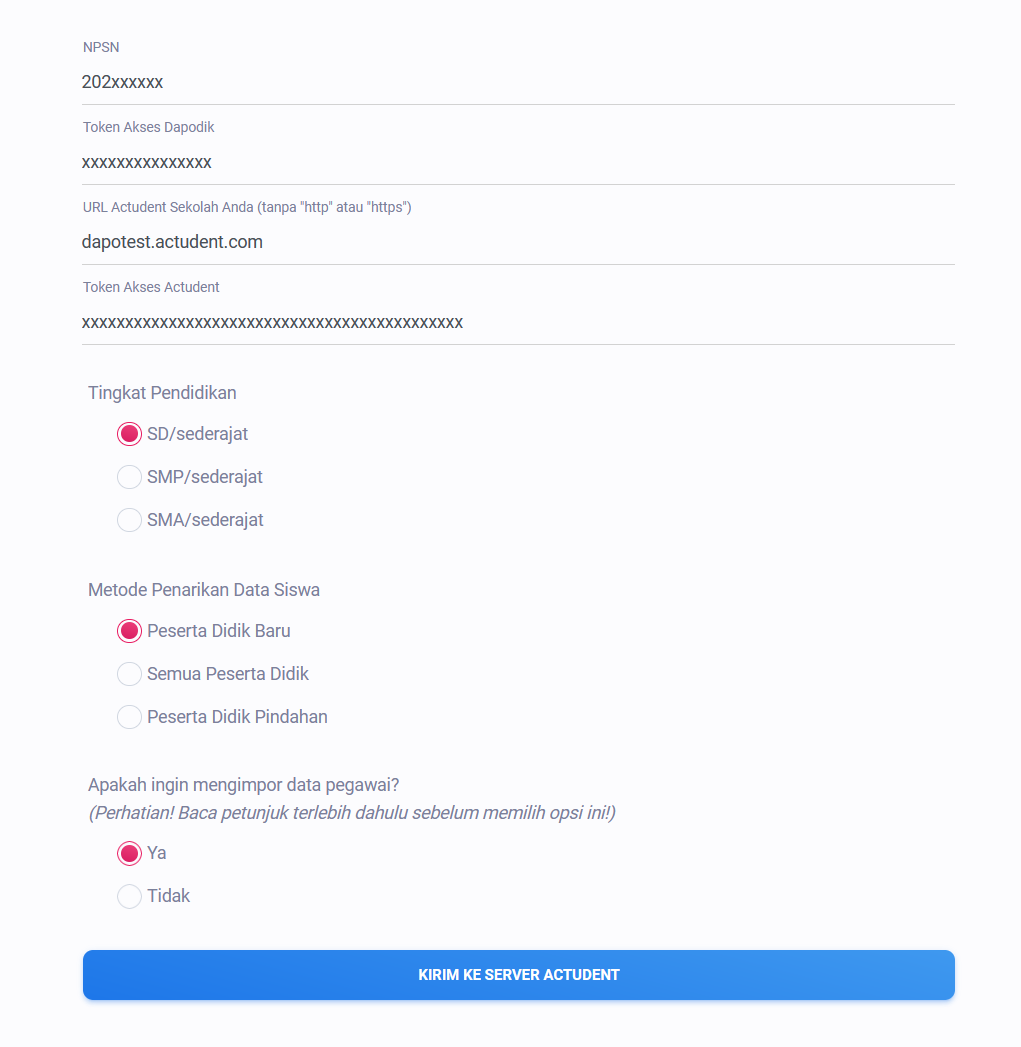 NPSN
202xxxxxx
Token Akses Dapodik
xxxxxxxxxxxxxxx
URL Actudent Sekolah Anda (tanpa "http" atau "https")
dapotest.actudent.com
Token Akses Actudent
xxxxxxxxxxxxxxxxxxxxxxxxxxxxxxxxxxxxxxxxxxxx
Tingkat Pendidikan
SD/sederajat
SMP/sederajat
SMA/sederajat
Metode Penarikan Data Siswa
Peserta Didik Baru
Semua Peserta Didik
Peserta Didik Pindahan
Apakah ingin mengimpor data pegawai?
(Perhatian! Baca petunjuk terlebih dahulu sebelum memilih opsi ini!)
Ya
Tidak
KIRIM KE SERVER ACTUDENT